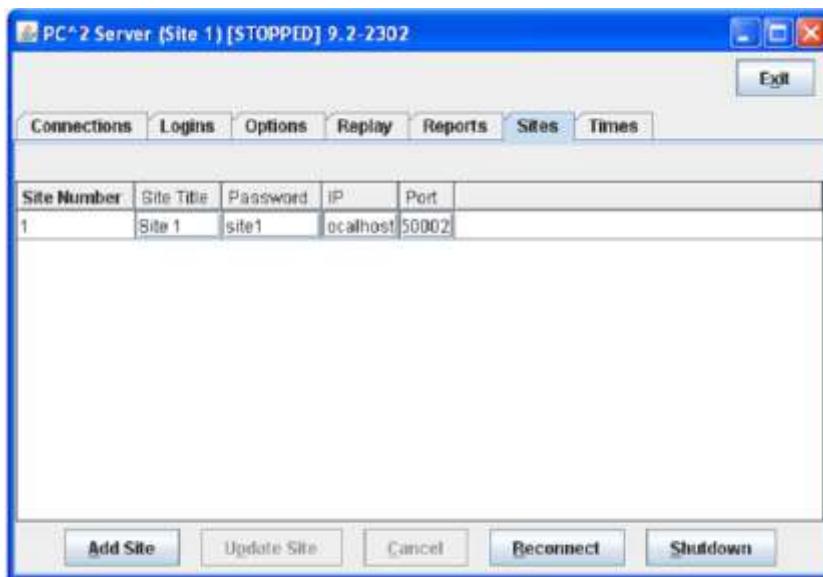 PC^2 Server (Site 1) [STOPPED] 9.2-2302
Exit
Connections Logins Options Replay Reports Sites Times
Site Number Site Title Password IP Port
1 Site 1 site1 ocalhost 50002
Add Site Update Site Cancel Reconnect Shutdown